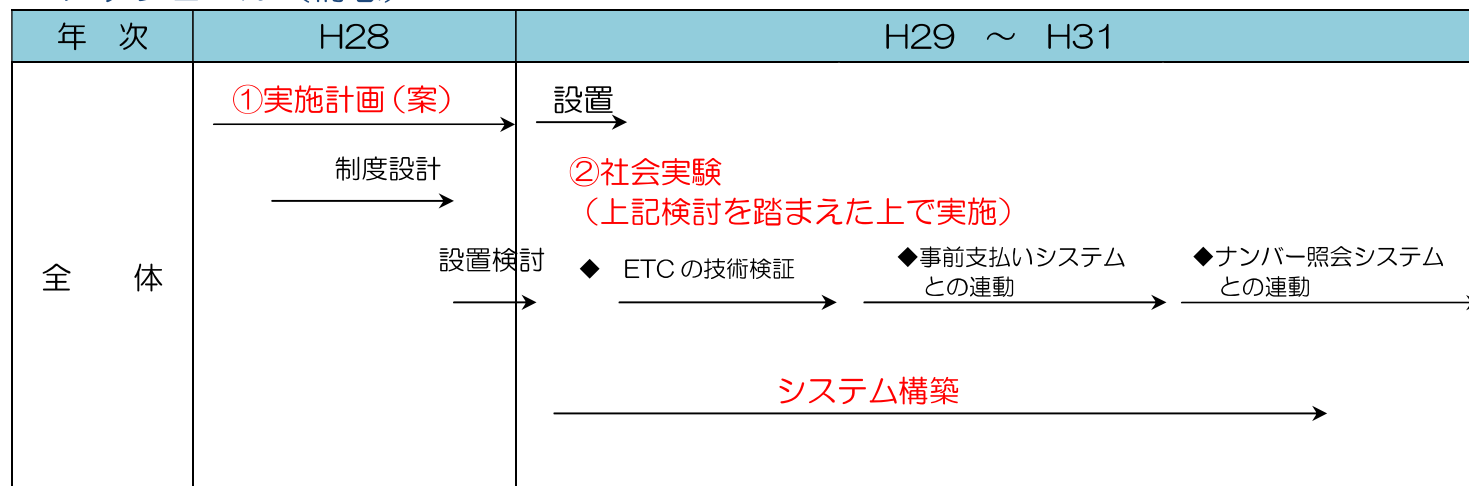 年 次 H28 H29 ～ H31
①実施計画（案） 設置
制度設計
②社会実験
（上記検討を踏まえた上で実施）
全 体
設置検討
◆ ETCの技術検証
◆事前支払いシステム
との連動
◆ナンバー照会システム
との連動
システム構築